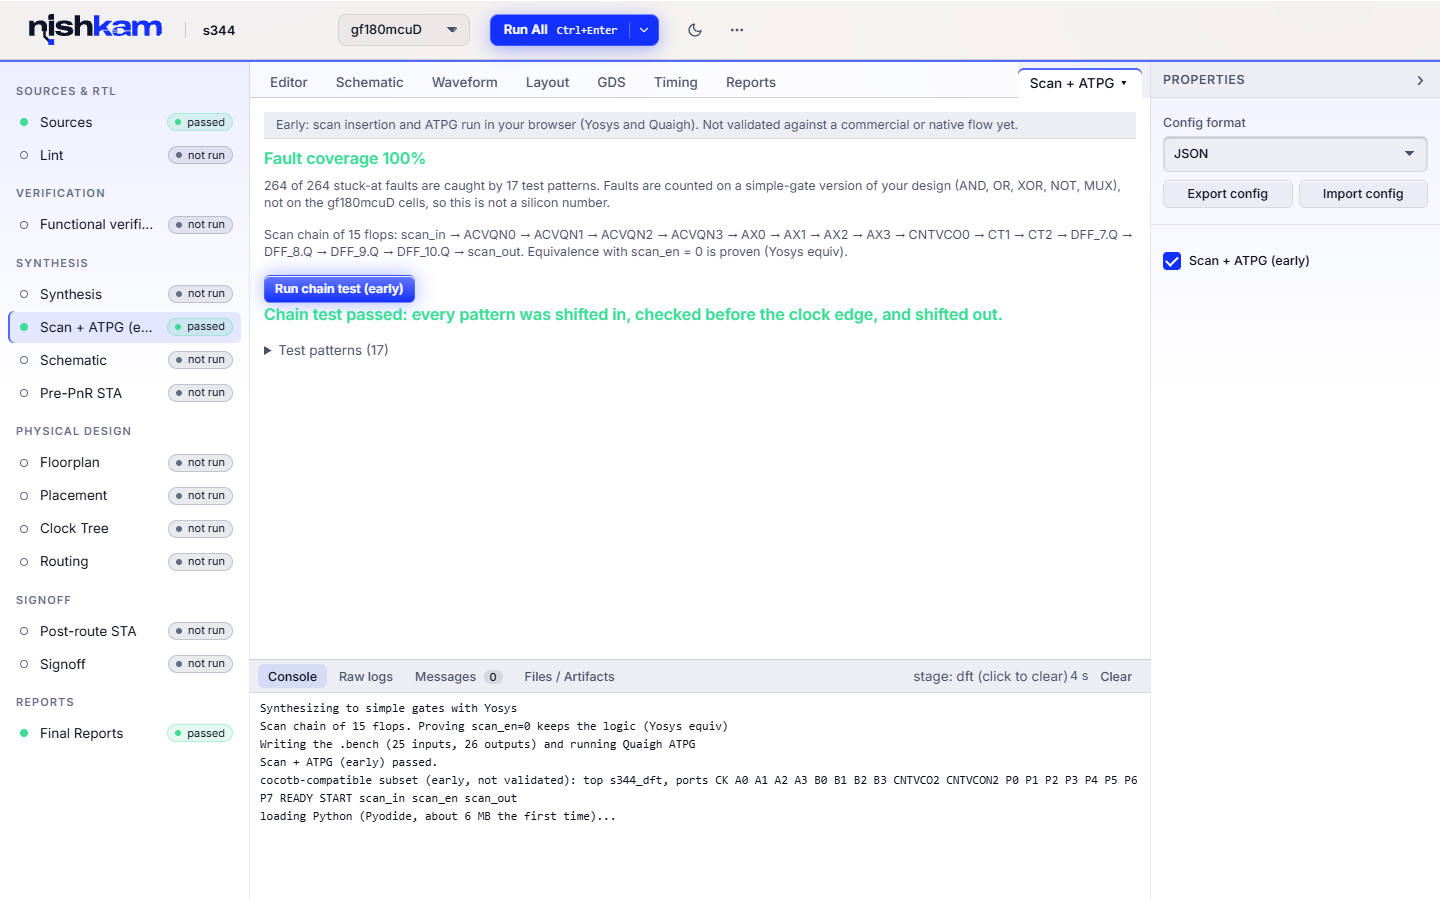 nishkam
s344
gf180mcuD
Run All Ctrl+Enter
SOURCES & RTL
Sources passed
Lint not run
VERIFICATION
Functional verifi... not run
SYNTHESIS
Synthesis not run
Scan + ATPG (e... passed
Schematic not run
Pre-PnR STA not run
PHYSICAL DESIGN
Floorplan not run
Placement not run
Clock Tree not run
Routing not run
SIGNOFF
Post-route STA not run
Signoff not run
REPORTS
Final Reports passed
Editor Schematic Waveform Layout GDS Timing Reports Scan + ATPG
Early: scan insertion and ATPG run in your browser (Yosys and Quaigh). Not validated against a commercial or native flow yet.
Fault coverage 100%
264 of 264 stuck-at faults are caught by 17 test patterns. Faults are counted on a simple-gate version of your design (AND, OR, XOR, NOT, MUX),
not on the gf180mcuD cells, so this is not a silicon number.
Scan chain of 15 flops: scan_in → ACVQN0 → ACVQN1 → ACVQN2 → ACVQN3 → AX0 → AX1 → AX2 → AX3 → CNTVCO0 → CT1 → CT2 → DFF_7.Q →
DFF_8.Q → DFF_9.Q → DFF_10.Q → scan_out. Equivalence with scan_en = 0 is proven (Yosys equiv).
Run chain test (early)
Chain test passed: every pattern was shifted in, checked before the clock edge, and shifted out.
Test patterns (17)
Console Raw logs Messages 0 Files / Artifacts stage: dft (click to clear) 4 s Clear
Synthesizing to simple gates with Yosys
Scan chain of 15 flops. Proving scan_en=0 keeps the logic (Yosys equiv)
Writing the .bench (25 inputs, 26 outputs) and running Quaigh ATPG
Scan + ATPG (early) passed.
cocotb-compatible subset (early, not validated): top s344_dft, ports CK A0 A1 A2 A3 B0 B1 B2 B3 CNTVCO2 CNTVCON2 P0 P1 P2 P3 P4 P5 P6
P7 READY START scan_in scan_en scan_out
loading Python (Pyodide, about 6 MB the first time)...
PROPERTIES
Config format
JSON
Export config Import config
Scan + ATPG (early)